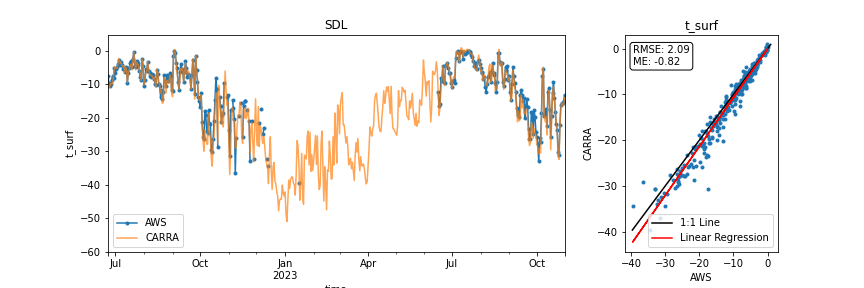 SDL
t_surf
0
−10
−20
−30
−40
−50
−60
t_surf
AWS
CARRA
Jul
Oct
Jan
2023
Apr
Jul
Oct
time
t_surf
RMSE: 2.09
ME: -0.82
0
−10
−20
−30
−40
CARRA
1:1 Line
Linear Regression
−40
−30
−20
−10
0
AWS